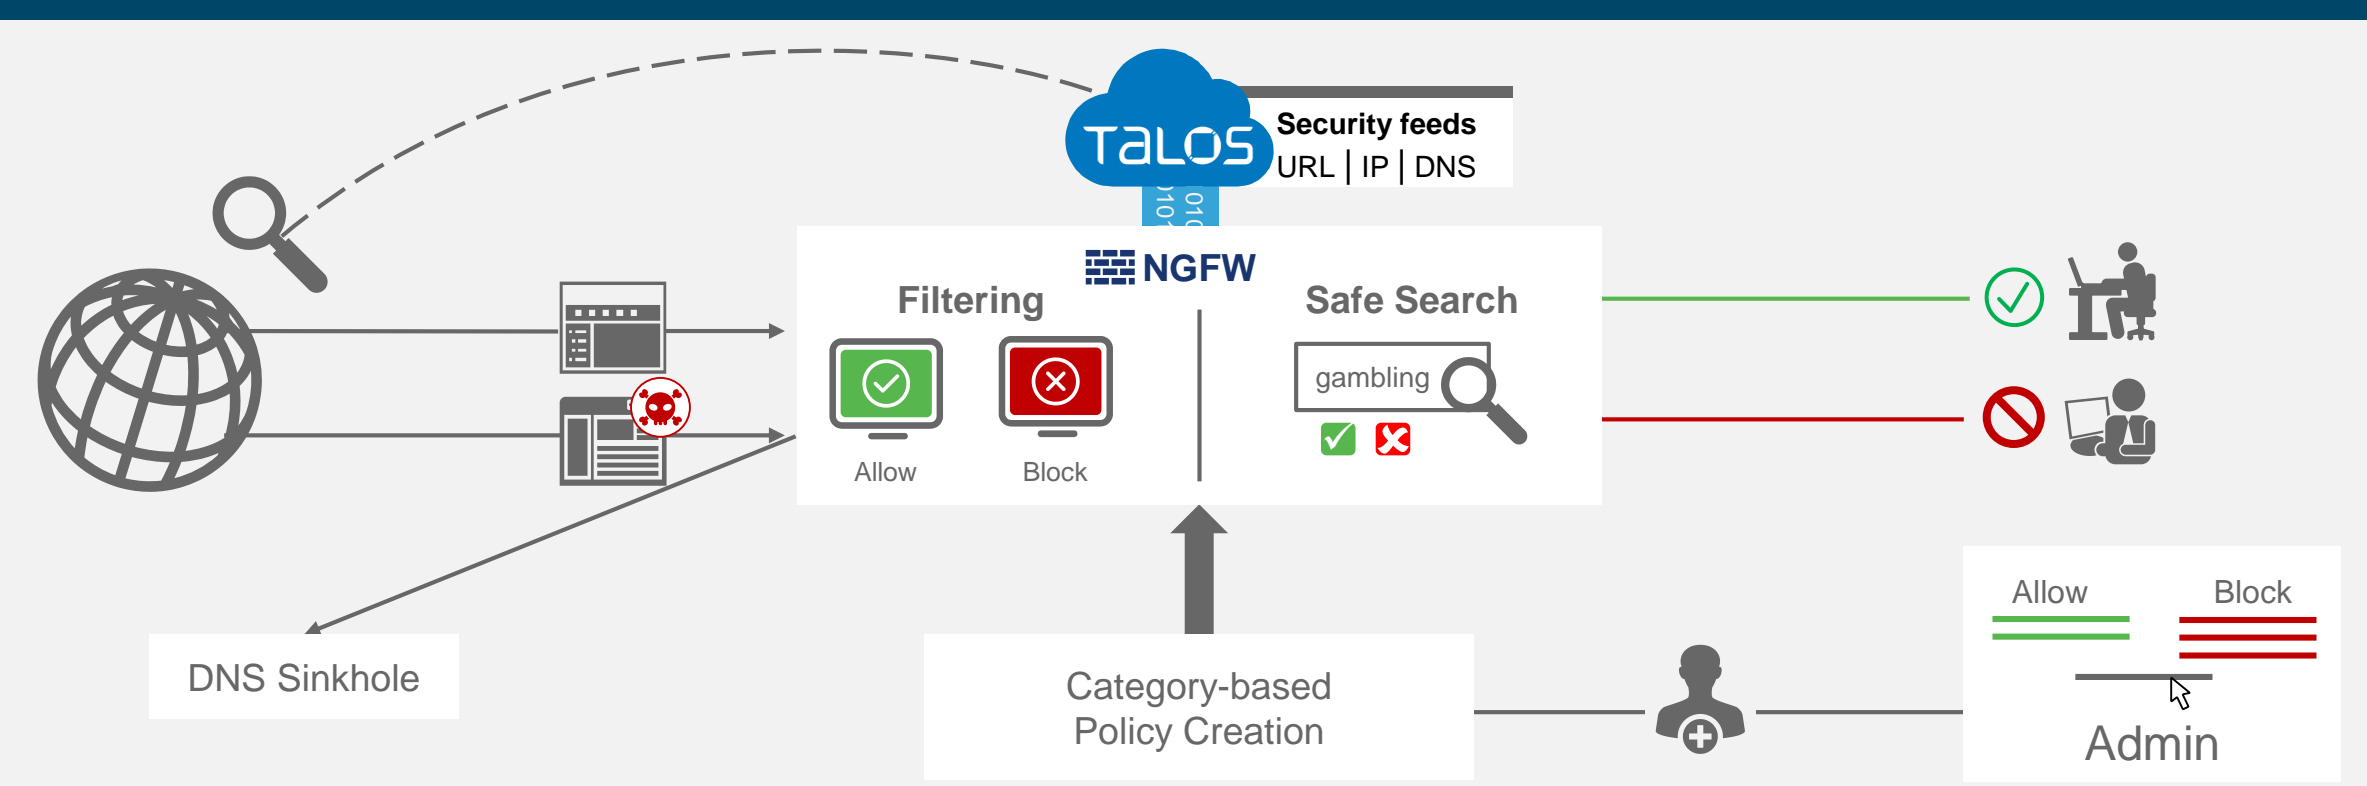 TALOS
Security feeds
URL | IP | DNS
NGFW
Filtering
Safe Search
gambling
Allow
Block
DNS Sinkhole
Category-based
Policy Creation
Allow
Block
Admin